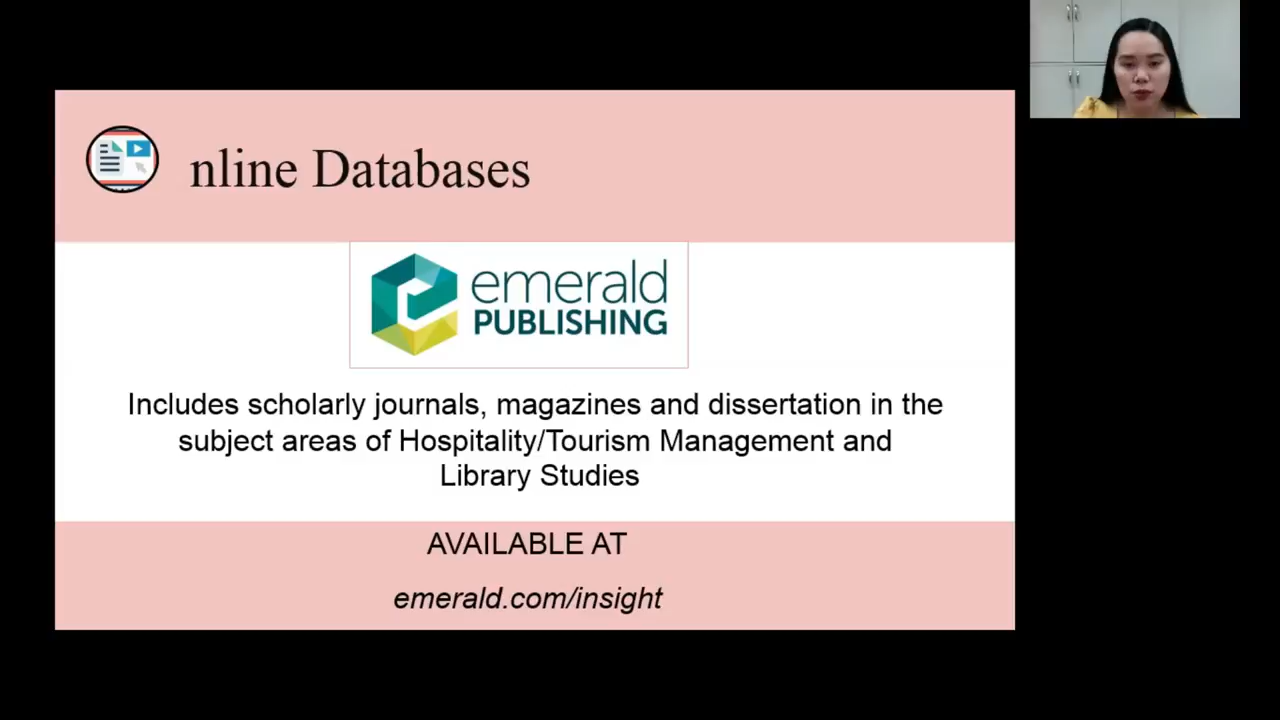 nline Databases
emerald
PUBLISHING
Includes scholarly journals, magazines and dissertation in the
subject areas of Hospitality/Tourism Management and
Library Studies
AVAILABLE AT
emerald.com/insight